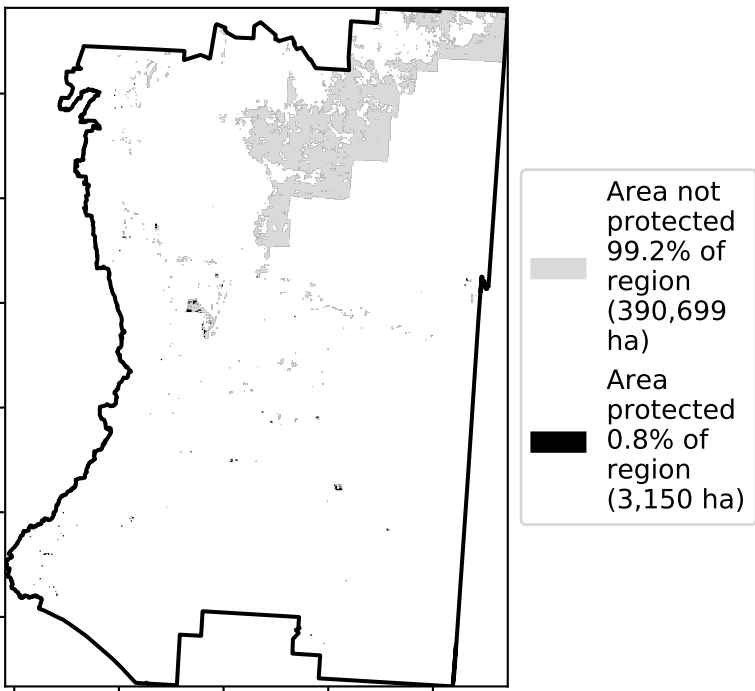 Area not
protected
99.2% of
region
(390,699
ha)
Area
protected
0.8% of
region
(3,150 ha)